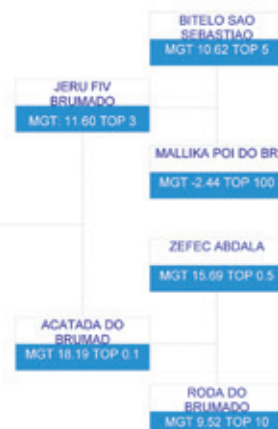 BITELO SAO
SEBASTIAO
MGT 10.62 TOP 5
JERU FIV
BRUMADO
MGT: 11.60 TOP 3
MALLIKA POI DO BR
MGT -2.44 TOP 100
ZEFEC ABDALA
MGT 15.69 TOP 0.5
ACATADA DO
BRUMAD
MGT 18.19 TOP 0.1
RODA DO
BRUMADO
MGT 9.52 TOP 10